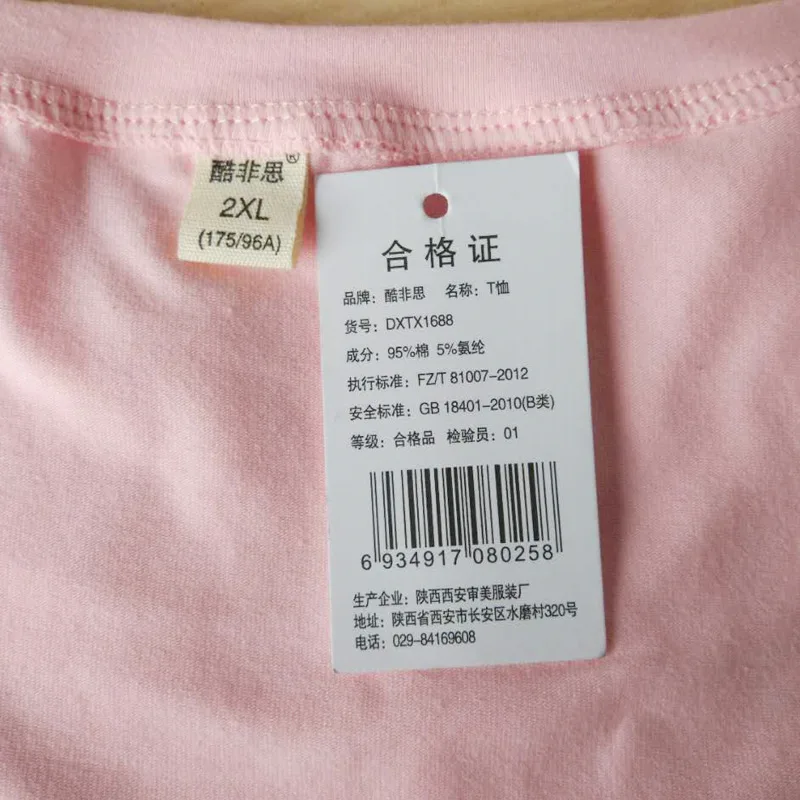 酷非思®
2XL
(175/96A)
合格证
品牌：酷非思 名称：T恤
货号：DXTX1688
成分：95%棉 5%氨纶
执行标准：FZ/T 81007-2012
安全标准：GB 18401-2010(B类)
等级：合格品 检验员：01
6 934917 080258
生产企业：陕西西安审美服装厂
地址：陕西省西安市长安区水磨村320号
电话：029-84169608